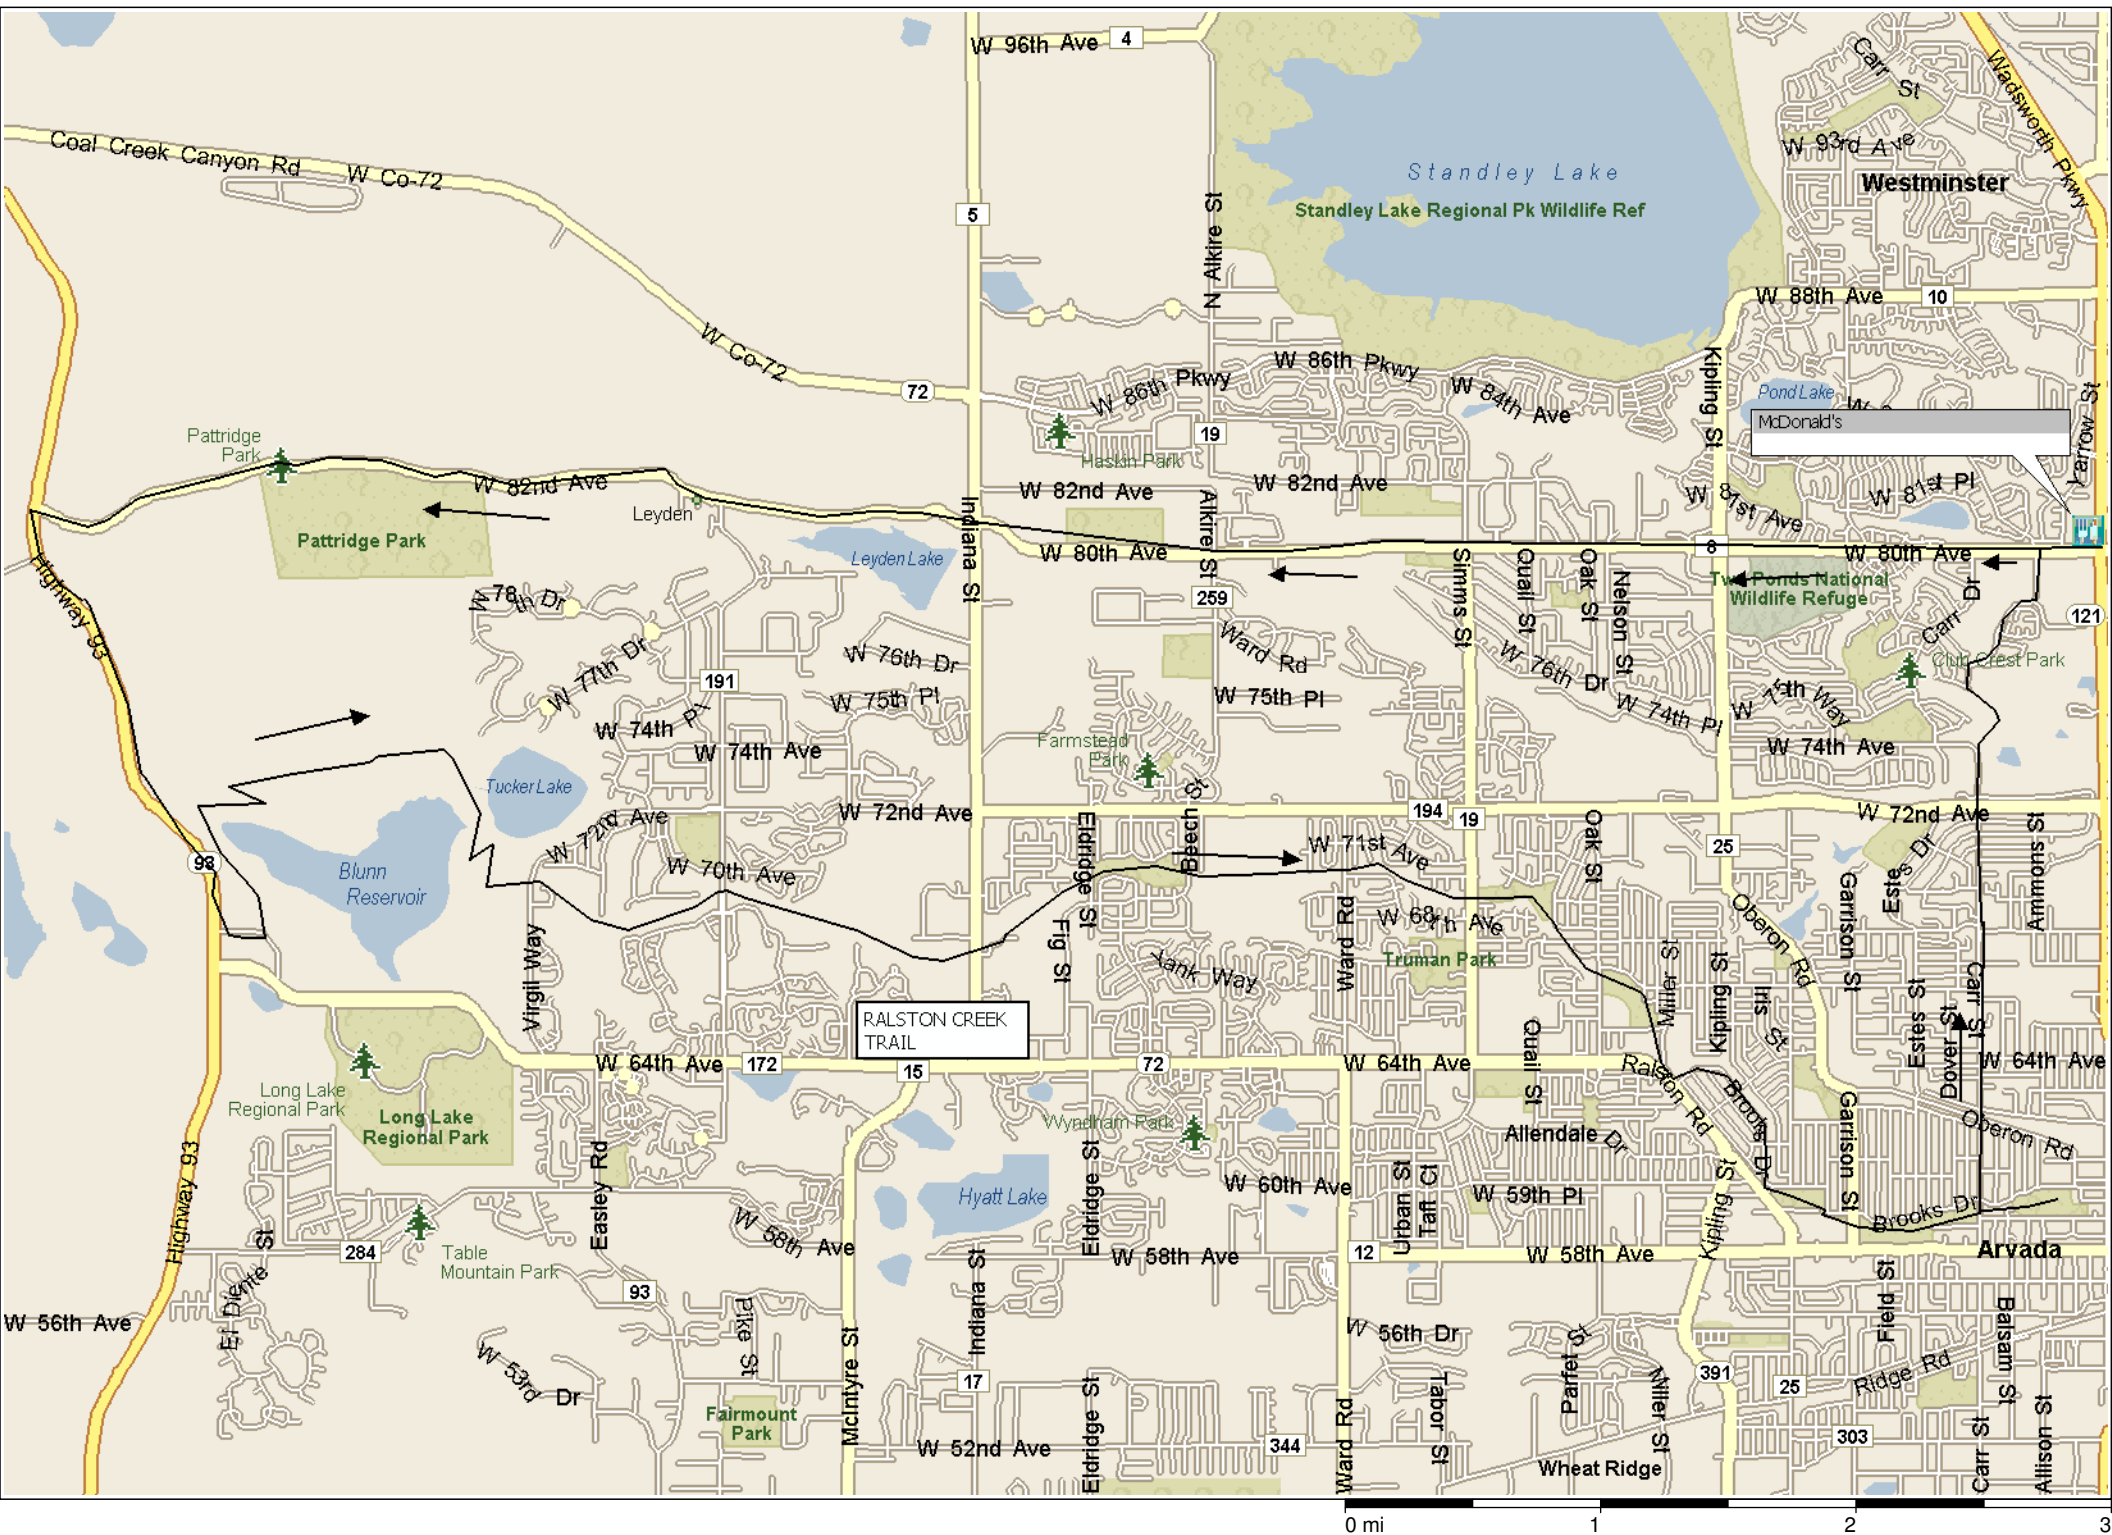 W 96th Ave
4
Carr St
Wadsworth Pkwy
Coal Creek Canyon Rd
W Co-72
W 93rd Ave
Standley Lake
Westminster
Standley Lake Regional Pk Wildlife Ref
5
N Alkire St
W 88th Ave
10
W Co-72
W 86th Pkwy
W 86th Pkwy
W 84th Ave
72
Kipling St
Pond Lake
Yarrow St
McDonald's
Pattridge
Park
19
Haskin Park
W 82nd Ave
W 82nd Ave
W 82nd Ave
W 81st Ave
W 81st Pl
Leyden
Indiana St
Alkire St
Pattridge Park
Leyden Lake
W 80th Ave
8
W 80th Ave
Highway 93
W 78th Dr
259
Simms St
Quail St
Oak St
Nelson St
Two Ponds National
Wildlife Refuge
Carr Dr
121
Ward Rd
W 77th Dr
W 76th Dr
W 76th Dr
Club Crest Park
191
W 75th Pl
W 75th Pl
W 74th Pl
W 75th Way
W 74th Pl
W 74th Ave
Farmstead
Park
W 74th Ave
Tucker Lake
Beech St
W 72nd Ave
W 72nd Ave
194
19
W 72nd Ave
Eldridge St
Oak St
25
Estes Dr
Ammons St
W 71st Ave
93
Blunn
Reservoir
W 70th Ave
Garrison St
Oberon Rd
Virgil Way
Fig St
Ward Rd
W 68th Ave
Truman Park
Yank Way
Miller St
Kipling St
Iris St
Estes St
Dover St
Carr St
RALSTON CREEK
TRAIL
Quail St
W 64th Ave
172
15
72
W 64th Ave
Ralston Rd
W 64th Ave
Long Lake
Regional Park
Long Lake
Regional Park
Brooks Dr
Garrison St
Oberon Rd
Wyndham Park
Allendale Dr
Highway 93
Easley Rd
Eldridge St
Hyatt Lake
W 60th Ave
Urban St
Taft Ct
W 59th Pl
Kipling St
Brooks Dr
El Diente St
284
Table
Mountain Park
W 58th Ave
Indiana St
W 58th Ave
12
W 58th Ave
Arvada
93
W 56th Ave
Pike St
McIntyre St
W 56th Dr
Parfet St
Field St
Balsam St
W 53rd Dr
17
Eldridge St
Ward Rd
Tabor St
Miller St
391
25
Ridge Rd
Fairmount
Park
W 52nd Ave
344
303
Carr St
Allison St
Wheat Ridge
0 mi
1
2
3